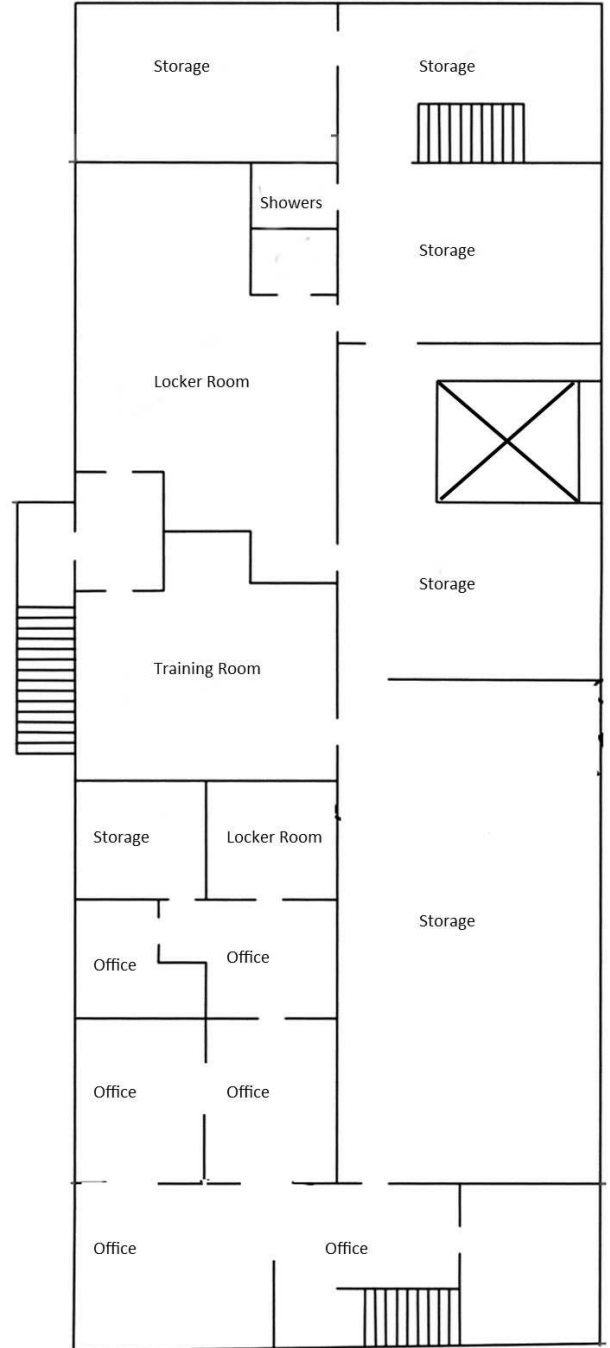 Storage
Storage
Showers
Storage
Locker Room
Storage
Training Room
Storage
Locker Room
Storage
Office
Office
Office
Office
Office
Office